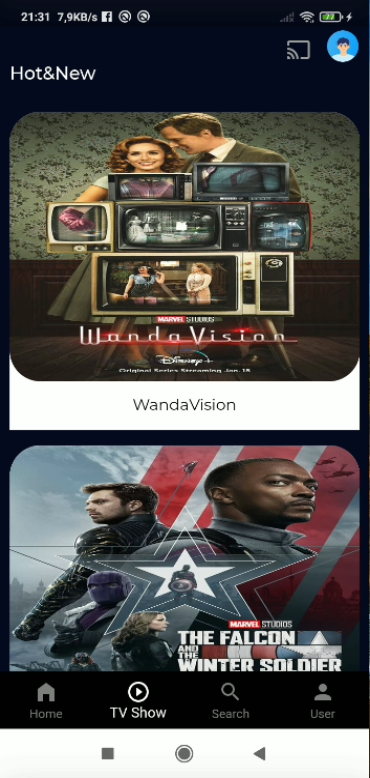 21:31 7,9KB/s
Hot&New
MARVEL STUDIOS
WandaVision
Disney+
Original Series Streaming Jan. 15
WandaVision
MARVEL STUDIOS
THE FALCON
AND THE
WINTER SOLDIER
Home TV Show Search User